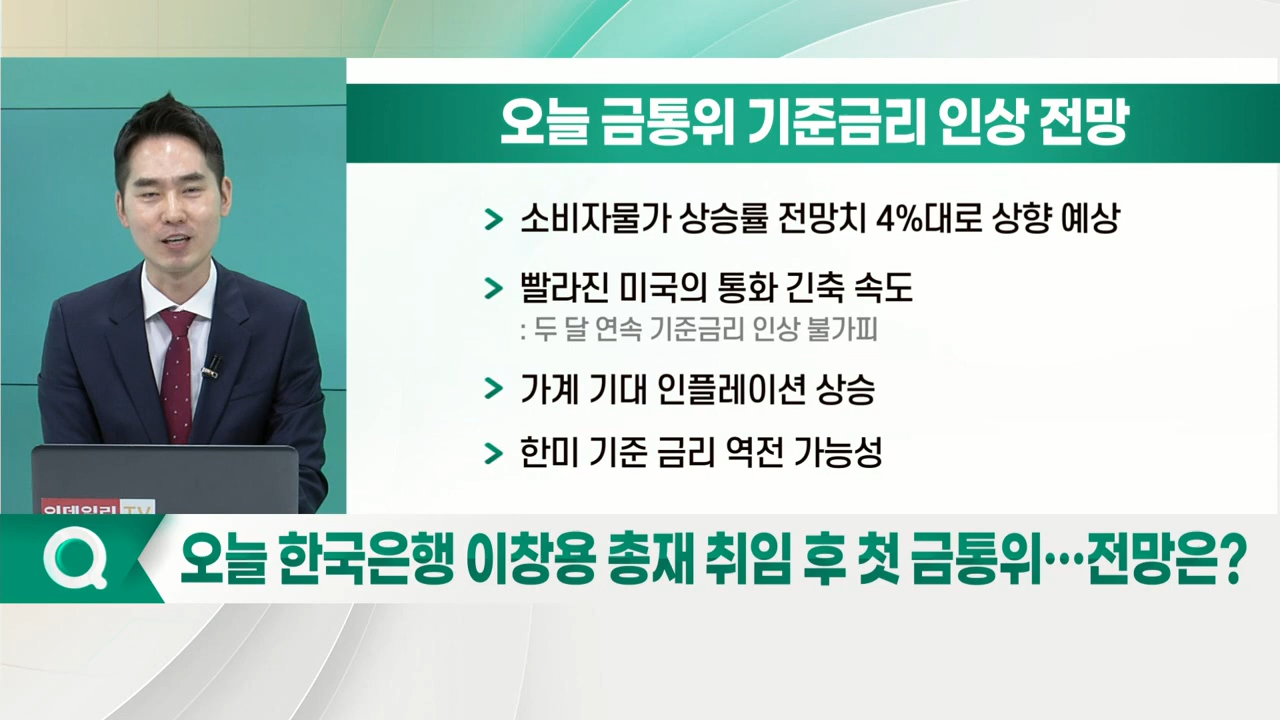 오늘 금통위 기준금리 인상 전망
소비자물가 상승률 전망치 4%대로 상향 예상
빨라진 미국의 통화 긴축 속도
: 두 달 연속 기준금리 인상 불가피
가계 기대 인플레이션 상승
한미 기준 금리 역전 가능성
이데일리 TV
오늘 한국은행 이창용 총재 취임 후 첫 금통위…전망은?